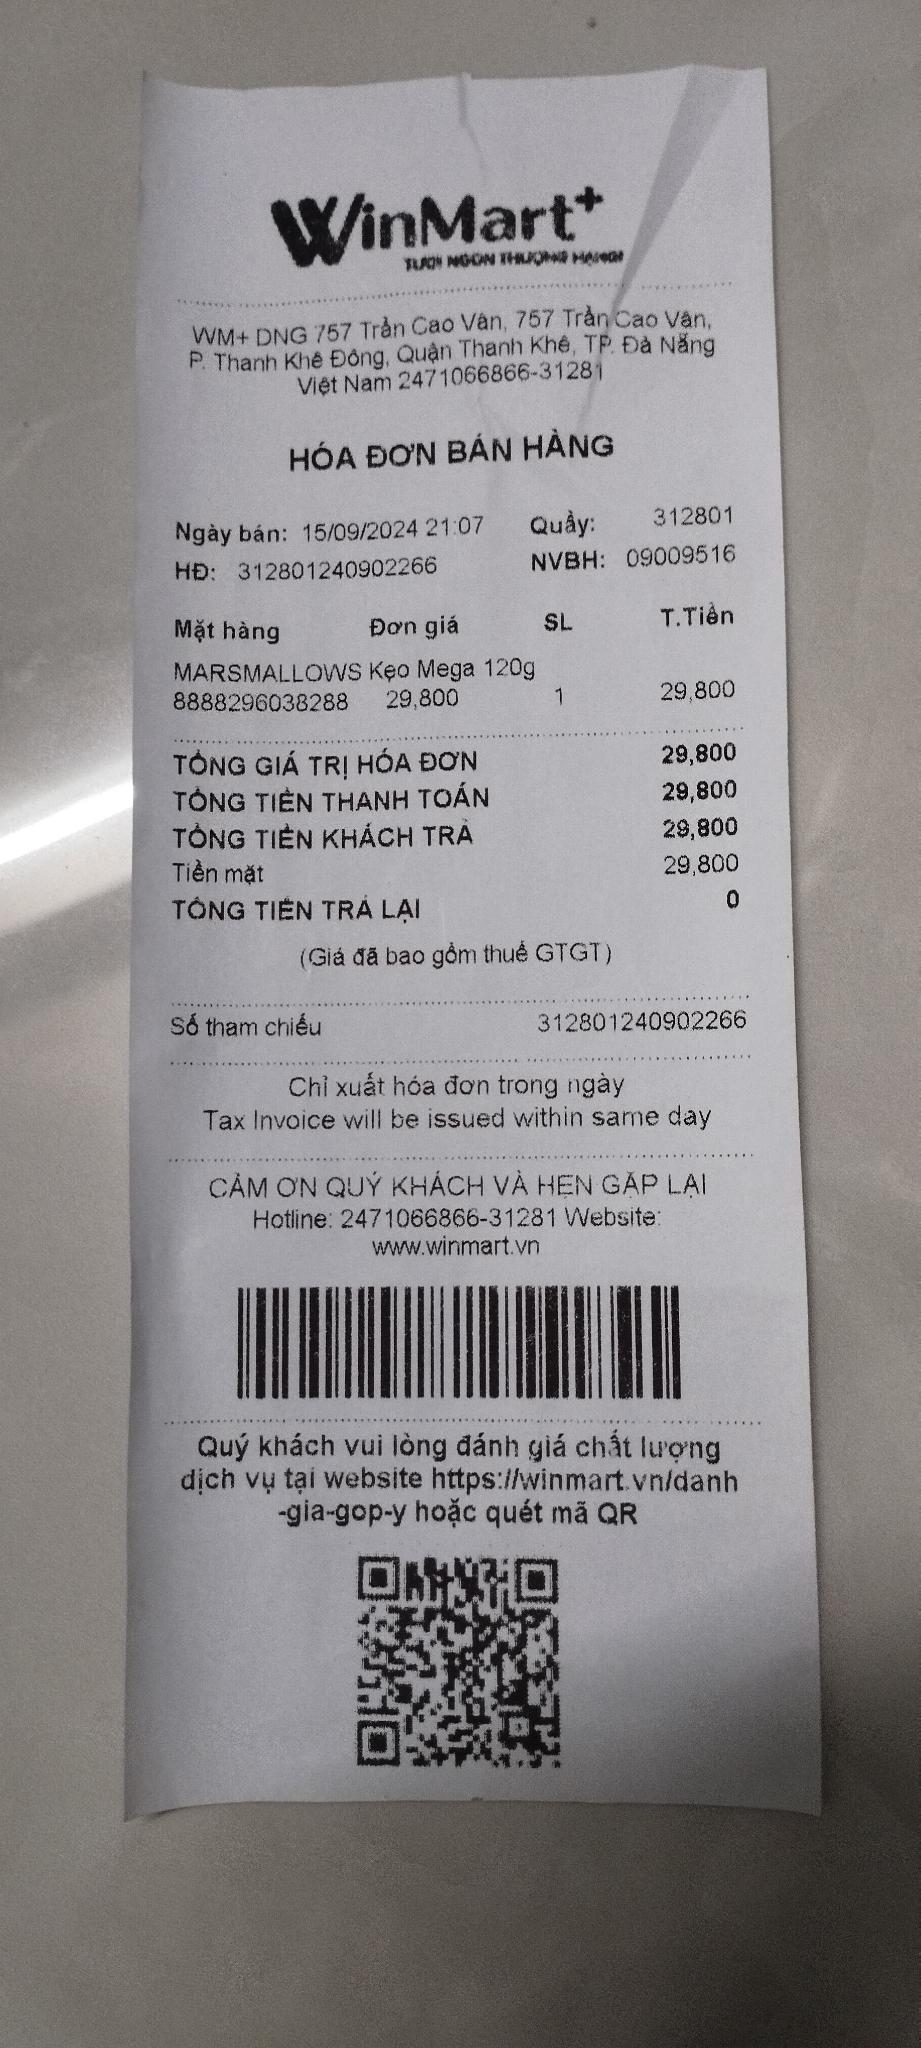 WinMart+
TƯƠI NGON THƯỢNG HẠNG
WM+ DNG 757 Trần Cao Vân, 757 Trần Cao Vân,
P. Thanh Khê Đông, Quận Thanh Khê, TP. Đà Nẵng
Việt Nam 2471066866-31281
HÓA ĐƠN BÁN HÀNG
Ngày bán: 15/09/2024 21:07 Quầy: 312801
HĐ: 312801240902266 NVBH: 09009516
Mặt hàng Đơn giá SL T.Tiền
MARSMALLOWS Kẹo Mega 120g
8888296038288 29,800 1 29,800
TỔNG GIÁ TRỊ HÓA ĐƠN 29,800
TỔNG TIỀN THANH TOÁN 29,800
TỔNG TIỀN KHÁCH TRẢ 29,800
Tiền mặt 29,800
TỔNG TIỀN TRẢ LẠI 0
(Giá đã bao gồm thuế GTGT)
Số tham chiếu 312801240902266
Chỉ xuất hóa đơn trong ngày
Tax Invoice will be issued within same day
CẢM ƠN QUÝ KHÁCH VÀ HẸN GẶP LẠI
Hotline: 2471066866-31281 Website:
www.winmart.vn
Quý khách vui lòng đánh giá chất lượng
dịch vụ tại website https://winmart.vn/danh
-gia-gop-y hoặc quét mã QR